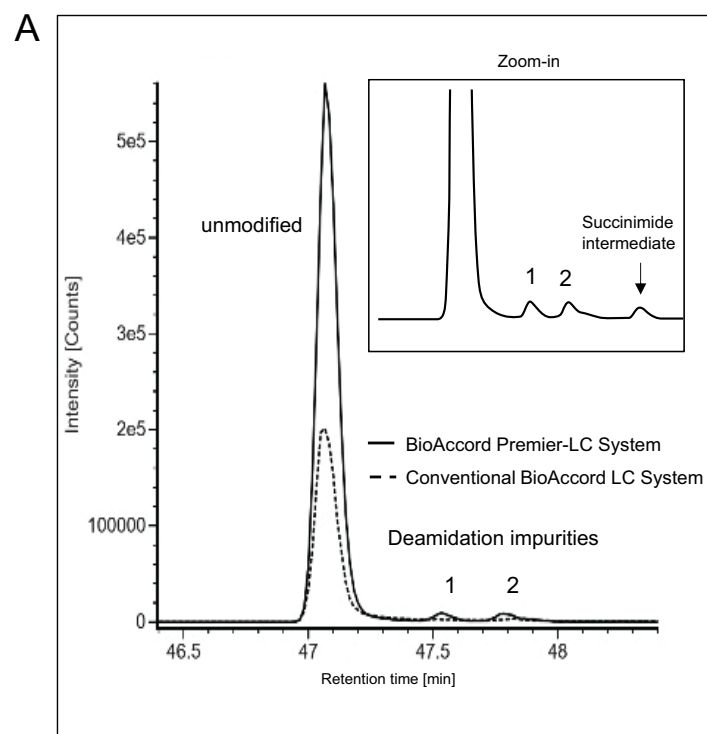 A
Zoom-in
Succinimide
intermediate
1
2
unmodified
5e5
4e5
3e5
2e5
100000
0
Intensity [Counts]
BioAccord Premier-LC System
Conventional BioAccord LC System
Deamidation impurities
1
2
46.5
47
47.5
48
Retention time [min]